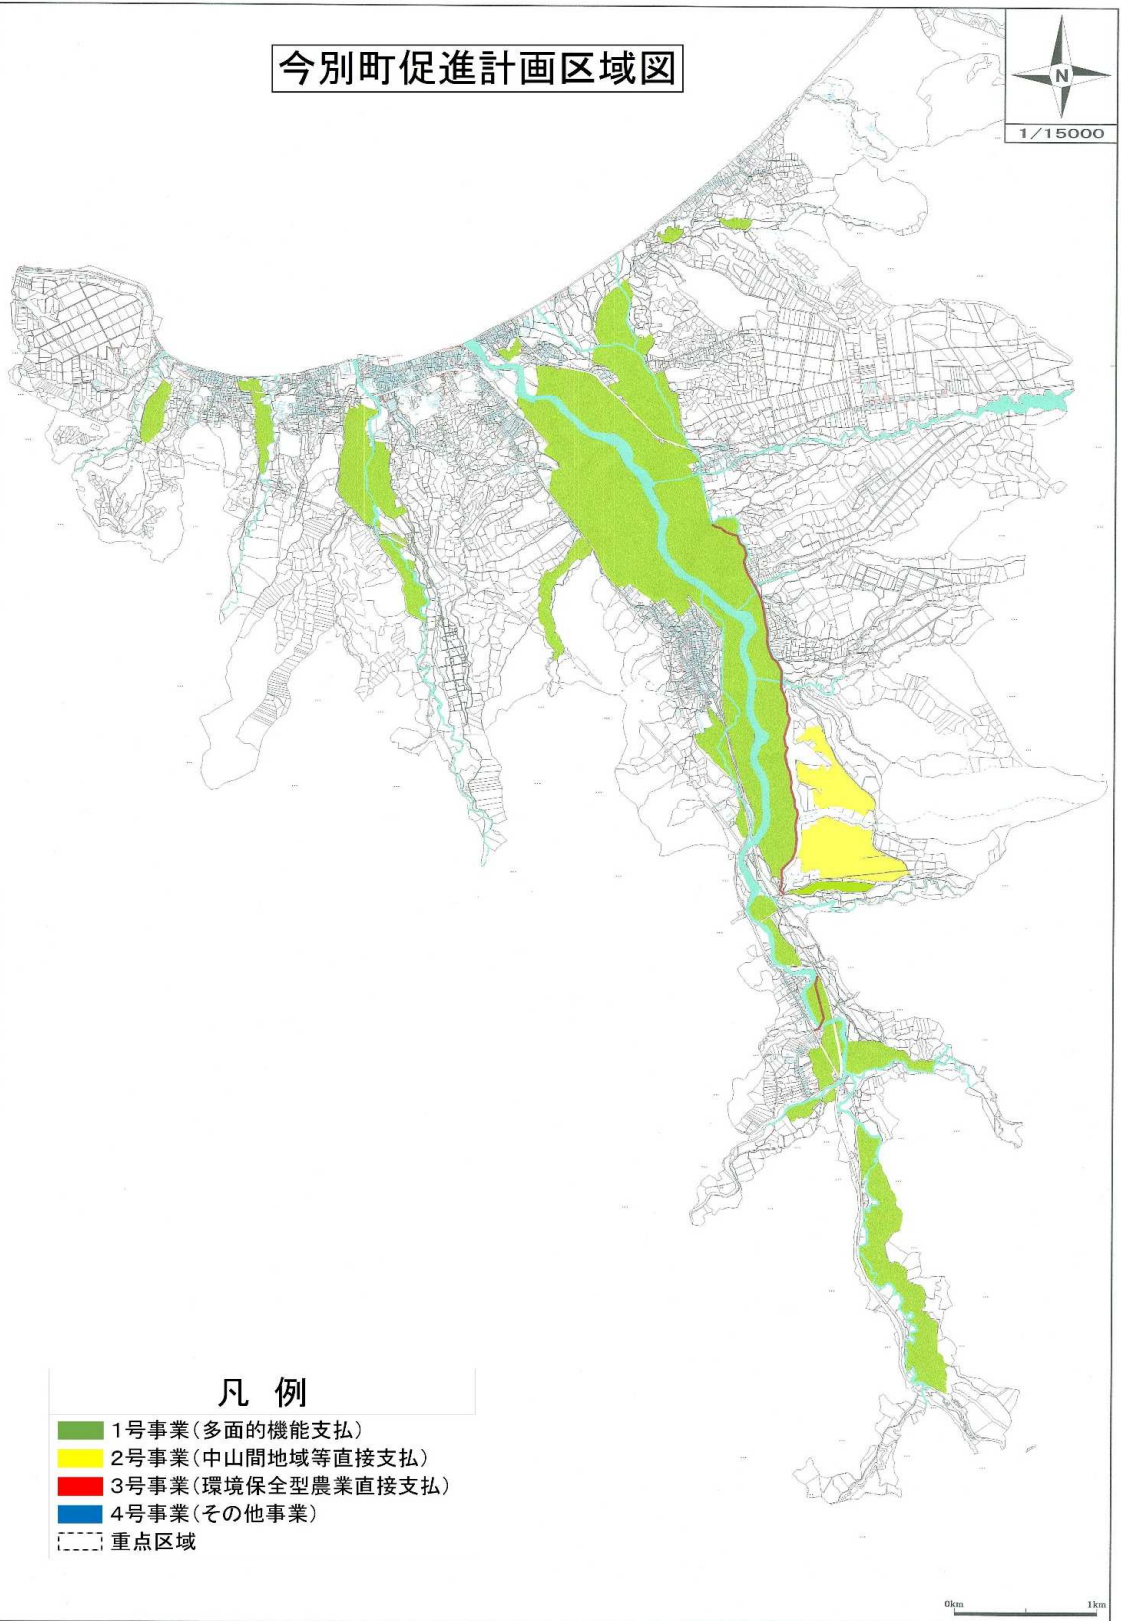 今別町促進計画区域図
N
1/15000
凡 例
1号事業(多面的機能支払)
2号事業(中山間地域等直接支払)
3号事業(環境保全型農業直接支払)
4号事業(その他事業)
重点区域
0km 1km